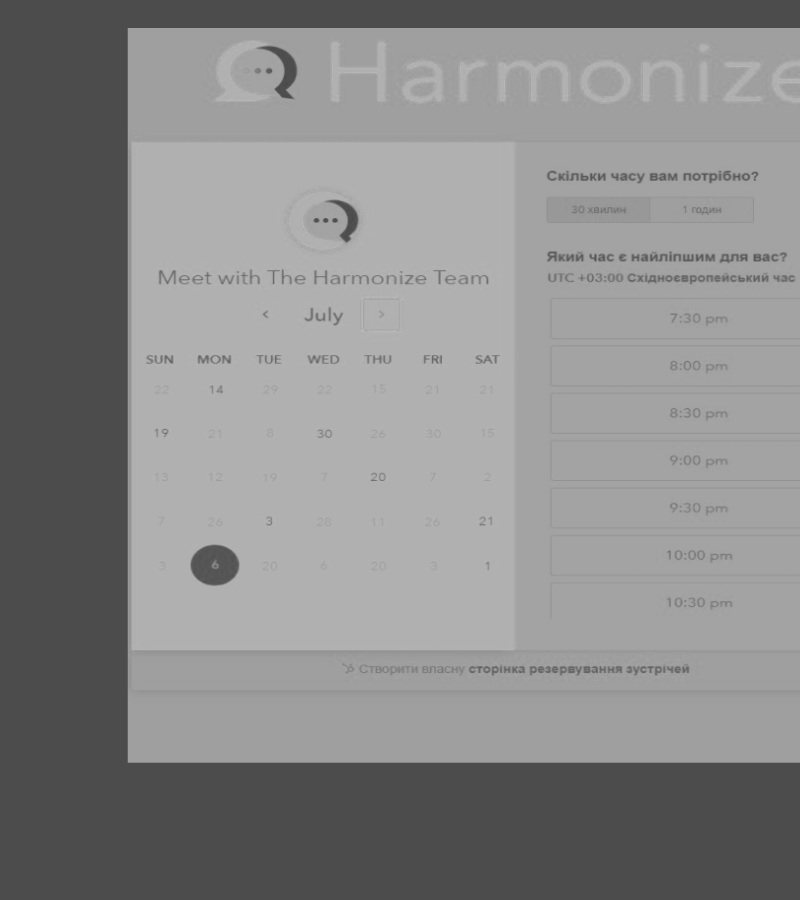 Harmonize
Meet with The Harmonize Team
‹ July ›
SUN MON TUE WED THU FRI SAT
22 14 29 22 15 21 21
19 21 8 30 26 30 15
13 12 19 7 20 7 2
7 26 3 28 11 26 21
3 6 20 6 20 3 1
Скільки часу вам потрібно?
30 хвилин 1 годин
Який час є найліпшим для вас?
UTC +03:00 Східноєвропейський час
7:30 pm
8:00 pm
8:30 pm
9:00 pm
9:30 pm
10:00 pm
10:30 pm
Створити власну сторінка резервування зустрічей